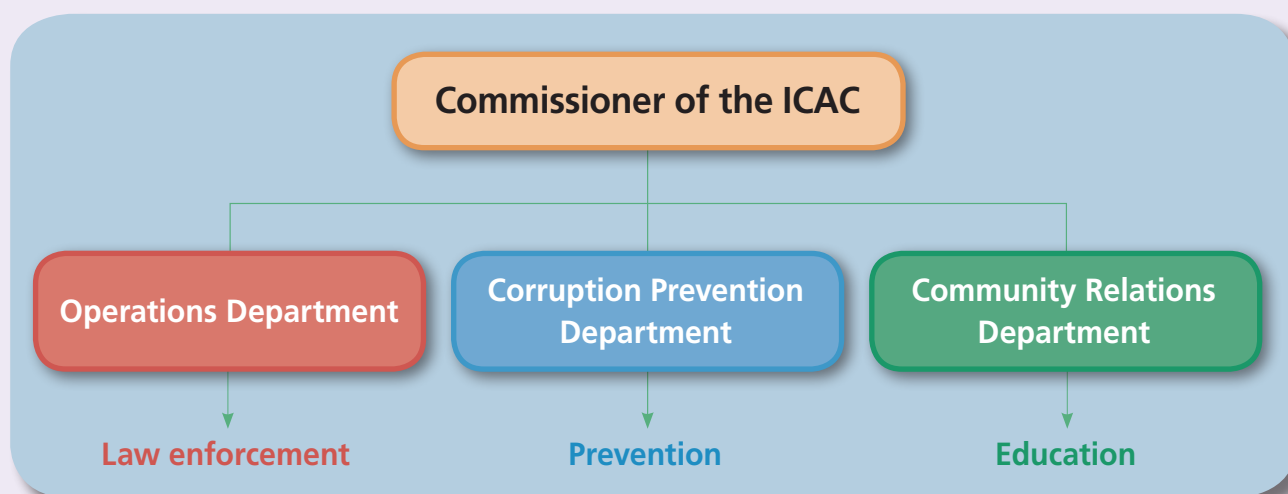 Commissioner of the ICAC
Operations Department
Corruption Prevention
Department
Community Relations
Department
Law enforcement
Prevention
Education